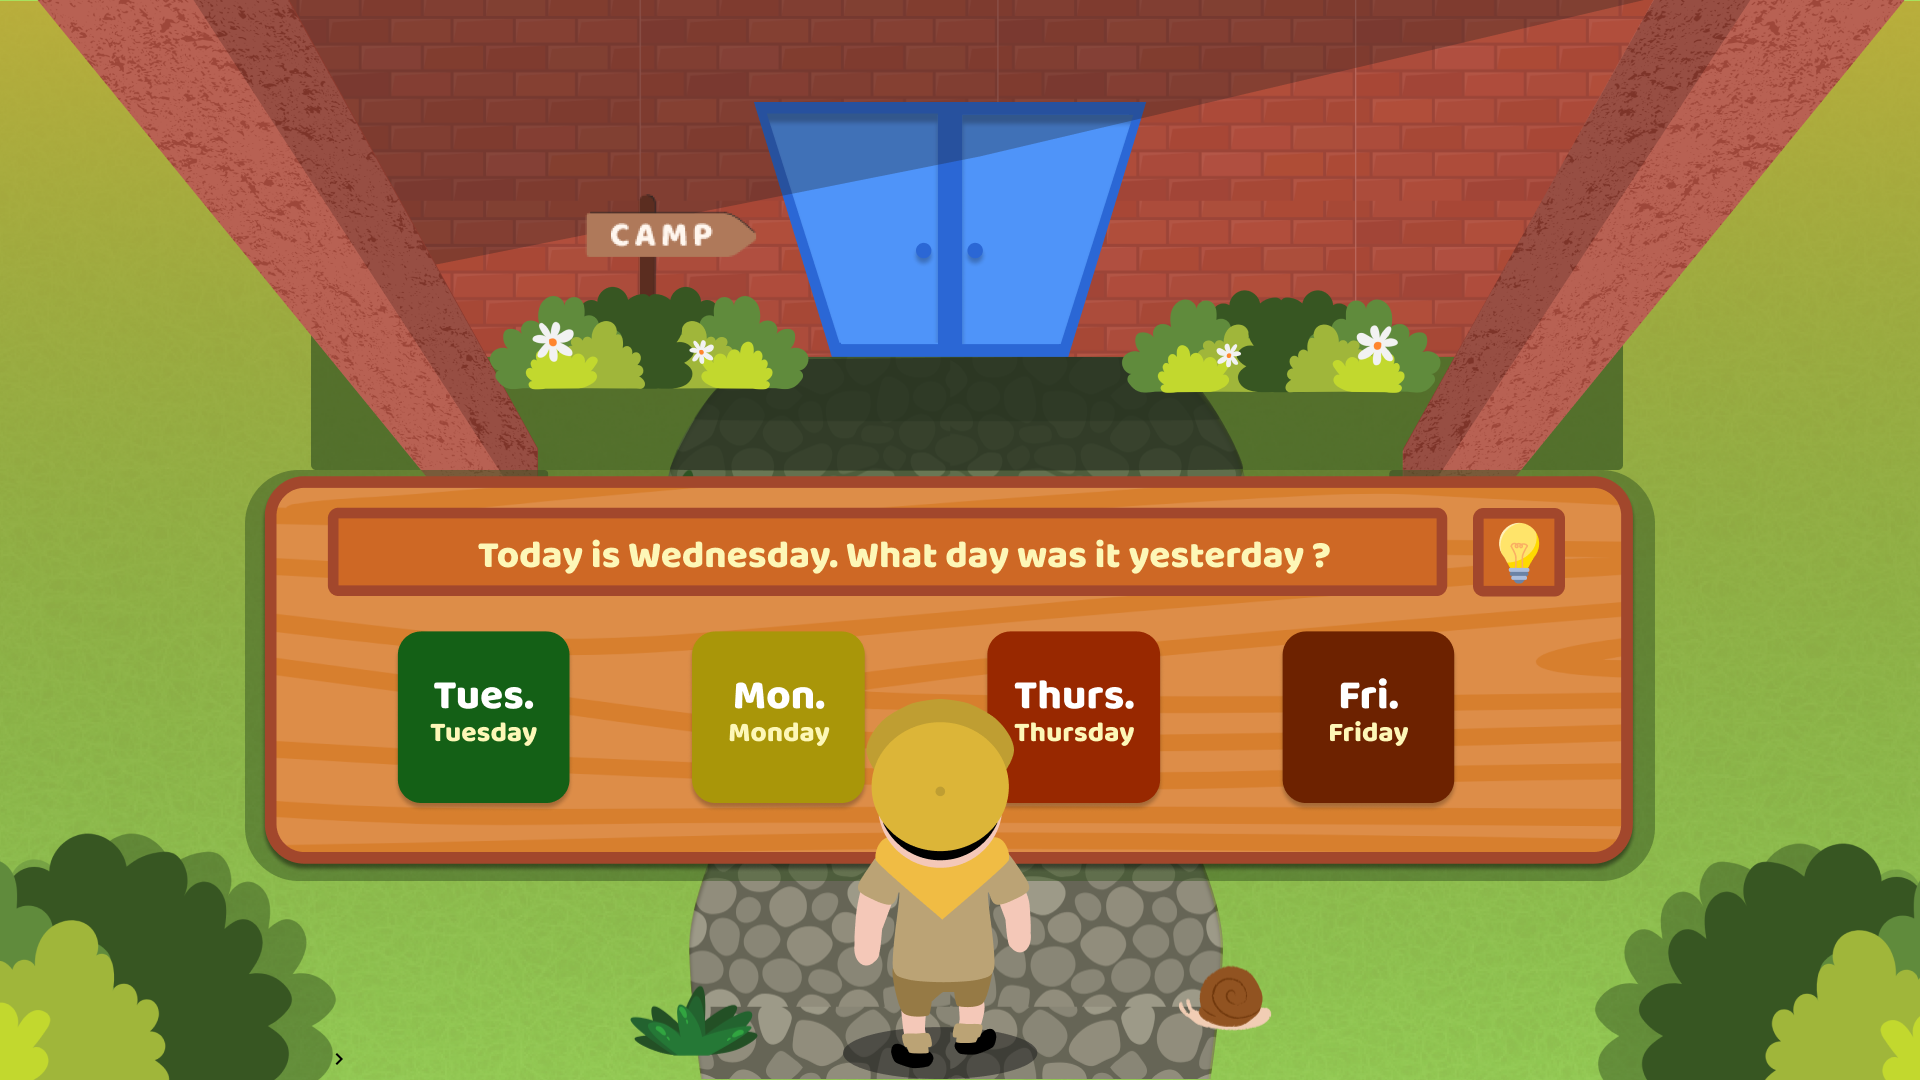 CAMP
Today is Wednesday. What day was it yesterday ?
Tues.
Tuesday
Mon.
Monday
Thurs.
Thursday
Fri.
Friday